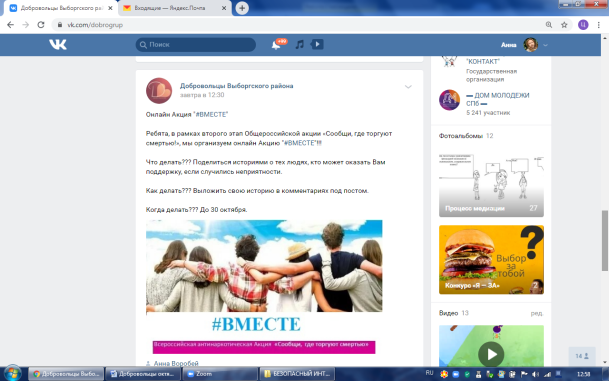 Добровольцы Выборгского рай
Входящие — Яндекс.Почта
vk.com/dobrogrup
Поиск
+99
Анна
Добровольцы Выборгского района
завтра в 12:30
Онлайн Акция "#ВМЕСТЕ"
Ребята, в рамках второго этап Общероссийской акции «Сообщи, где торгуют
смертью!», мы организуем онлайн Акцию "#ВМЕСТЕ"!!!
Что делать??? Поделиться историями о тех людях, кто может оказать Вам
поддержку, если случились неприятности.
Как делать??? Выложить свою историю в комментариях под постом.
Когда делать??? До 30 октября.
#ВМЕСТЕ
Всероссийская антинаркотическая Акция «Сообщи, где торгуют смертью»
Анна Воробей
"КОНТАКТ"
Государственная
организация
ДОМ МОЛОДЕЖИ
СПб
5 241 участник
Фотоальбомы 12
Процесс медиации 27
Выбор
за
тобой
Конкурс «Я – ЗА» 2
Видео 13 ред.
14
Добровольцы Выбо...
Добровольцы октя...
Zoom
БЕЗОПАСНЫЙ ИНТ...
RU
12:58